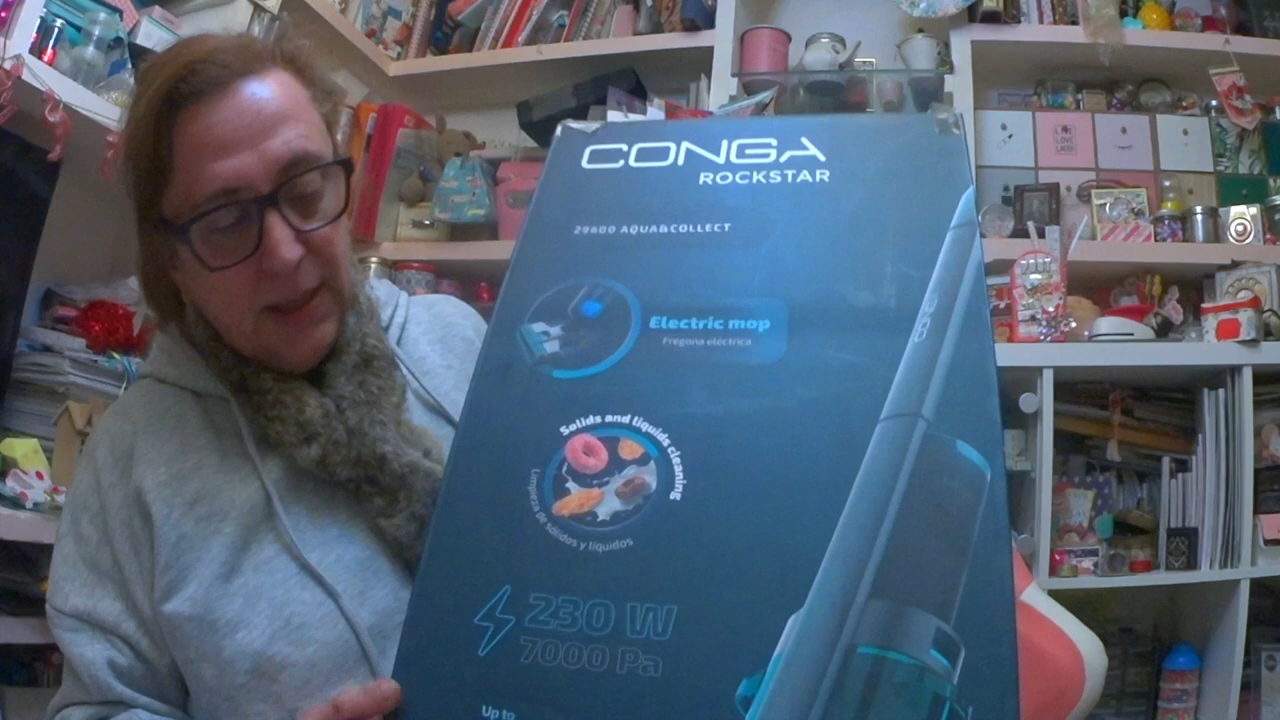 CONGA
ROCKSTAR
29600 AQUA&COLLECT
Electric mop
Fregona eléctrica
Solids and liquids cleaning
Limpieza de sólidos y líquidos
230 W
7000 Pa
Up to